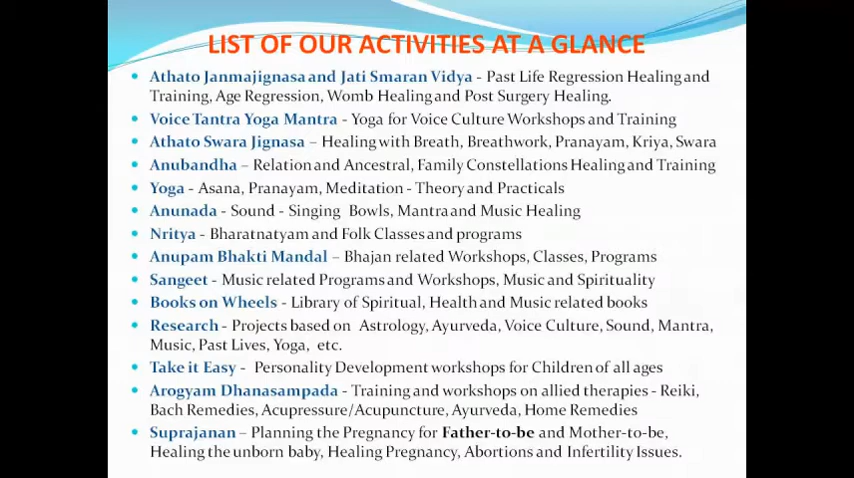 LIST OF OUR ACTIVITIES AT A GLANCE
• Athato Janmajignasa and Jati Smaran Vidya - Past Life Regression Healing and
Training, Age Regression, Womb Healing and Post Surgery Healing.
• Voice Tantra Yoga Mantra - Yoga for Voice Culture Workshops and Training
• Athato Swara Jignasa – Healing with Breath, Breathwork, Pranayam, Kriya, Swara
• Anubandha – Relation and Ancestral, Family Constellations Healing and Training
• Yoga - Asana, Pranayam, Meditation - Theory and Practicals
• Anunada - Sound - Singing Bowls, Mantra and Music Healing
• Nritya - Bharatnatyam and Folk Classes and programs
• Anupam Bhakti Mandal – Bhajan related Workshops, Classes, Programs
• Sangeet - Music related Programs and Workshops, Music and Spirituality
• Books on Wheels - Library of Spiritual, Health and Music related books
• Research - Projects based on Astrology, Ayurveda, Voice Culture, Sound, Mantra,
Music, Past Lives, Yoga, etc.
• Take it Easy - Personality Development workshops for Children of all ages
• Arogyam Dhanasampada - Training and workshops on allied therapies - Reiki,
Bach Remedies, Acupressure/Acupuncture, Ayurveda, Home Remedies
• Suprajanan – Planning the Pregnancy for Father-to-be and Mother-to-be,
Healing the unborn baby, Healing Pregnancy, Abortions and Infertility Issues.